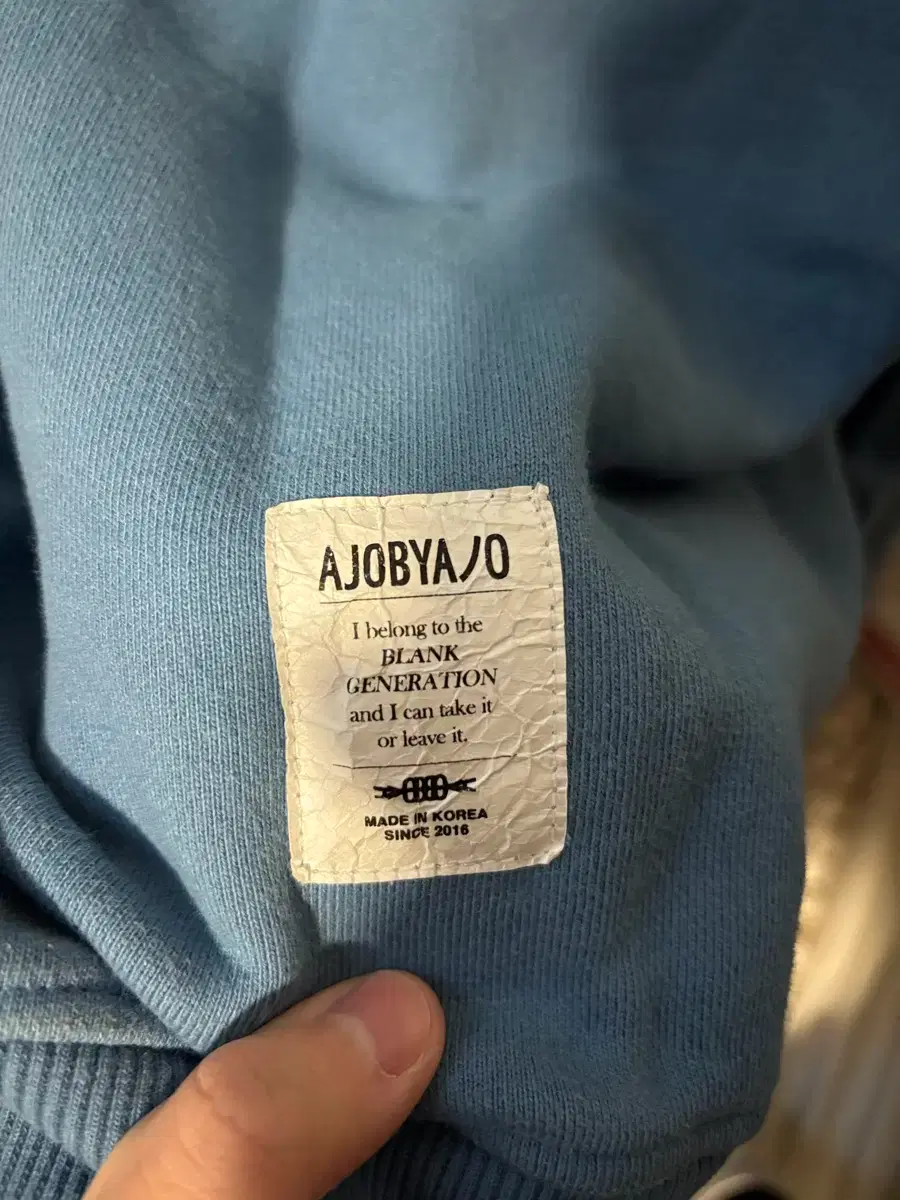 AJOBYAJO
I belong to the
BLANK
GENERATION
and I can take it
or leave it.
MADE IN KOREA
SINCE 2016